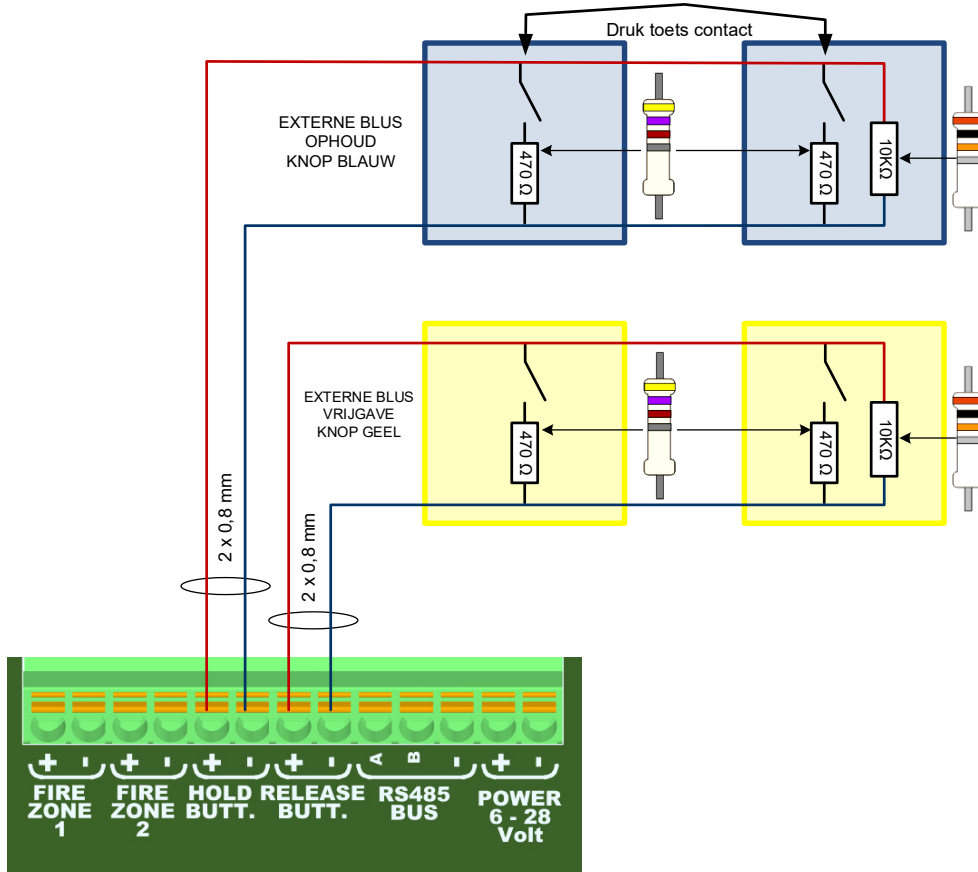 Druk toets contact
EXTERNE BLUS
OPHOUD
KNOP BLAUW
470 Ω
470 Ω
10KΩ
EXTERNE BLUS
VRIJGAVE
KNOP GEEL
470 Ω
470 Ω
10KΩ
2 x 0,8 mm
2 x 0,8 mm
+ - + - + - + - A B - + -
FIRE ZONE 1
FIRE ZONE 2
HOLD BUTT.
RELEASE BUTT.
RS485 BUS
POWER 6 - 28 Volt